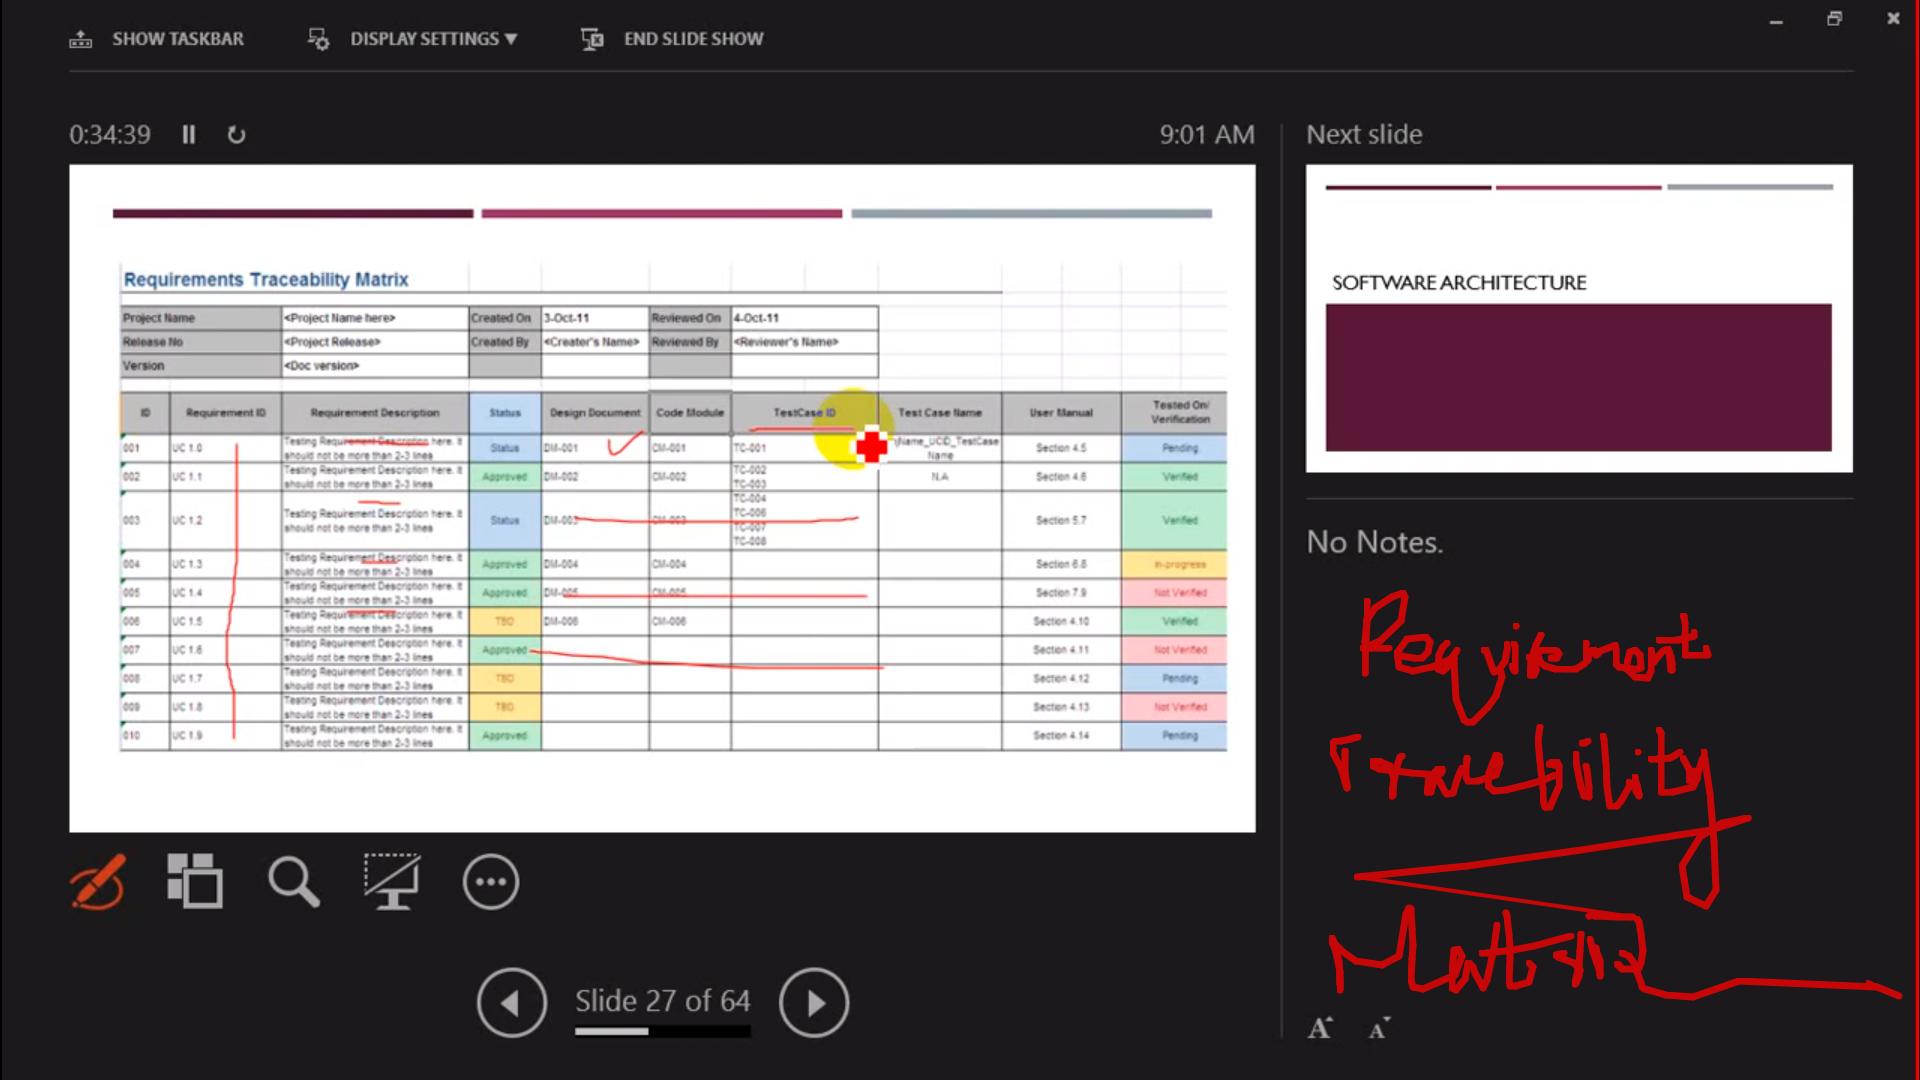 SHOW TASKBAR DISPLAY SETTINGS ▼ END SLIDE SHOW
0:34:39 9:01 AM
Requirements Traceability Matrix
Project Name <Project Name here> Created On 3-Oct-11 Reviewed On 4-Oct-11
Release No <Project Release> Created By <Creater's Name> Reviewed By <Reviewer's Name>
Version <Doc version>
ID Requirement ID Requirement Description Status Design Document Code Module TestCase ID Test Case Name User Manual Tested On/ Verification
001 UC 1.0 Testing Requirement Description here. It should not be more than 2-3 lines Status DM-001 CM-001 TC-001 Name_UCID_TestCase Name Section 4.5 Pending
002 UC 1.1 Testing Requirement Description here. It should not be more than 2-3 lines Approved DM-002 CM-002 TC-002 TC-003 N.A Section 4.6 Verified
003 UC 1.2 Testing Requirement Description here. It should not be more than 2-3 lines Status DM-003 CM-003 TC-004 TC-006 TC-007 TC-008 Section 5.7 Verified
004 UC 1.3 Testing Requirement Description here. It should not be more than 2-3 lines Approved DM-004 CM-004 Section 6.8 In-progress
005 UC 1.4 Testing Requirement Description here. It should not be more than 2-3 lines Approved DM-005 CM-005 Section 7.9 Not Verified
006 UC 1.5 Testing Requirement Description here. It should not be more than 2-3 lines TBD DM-006 CM-006 Section 4.10 Verified
007 UC 1.6 Testing Requirement Description here. It should not be more than 2-3 lines Approved Section 4.11 Not Verified
008 UC 1.7 Testing Requirement Description here. It should not be more than 2-3 lines TBD Section 4.12 Pending
009 UC 1.8 Testing Requirement Description here. It should not be more than 2-3 lines TBD Section 4.13 Not Verified
010 UC 1.9 Testing Requirement Description here. It should not be more than 2-3 lines Approved Section 4.14 Pending
Slide 27 of 64
Next slide
SOFTWARE ARCHITECTURE
No Notes.
Requirements
Tracebility
Matrix
A A